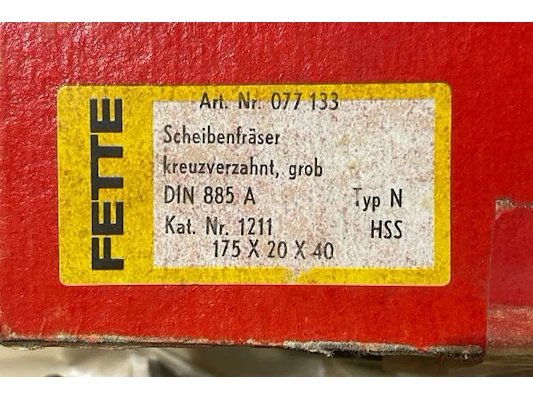 FETTE
Art. Nr. 077 133
Scheibenfräser
kreuzverzahnt, grob
DIN 885 A Typ N
Kat. Nr. 1211 HSS
175 X 20 X 40